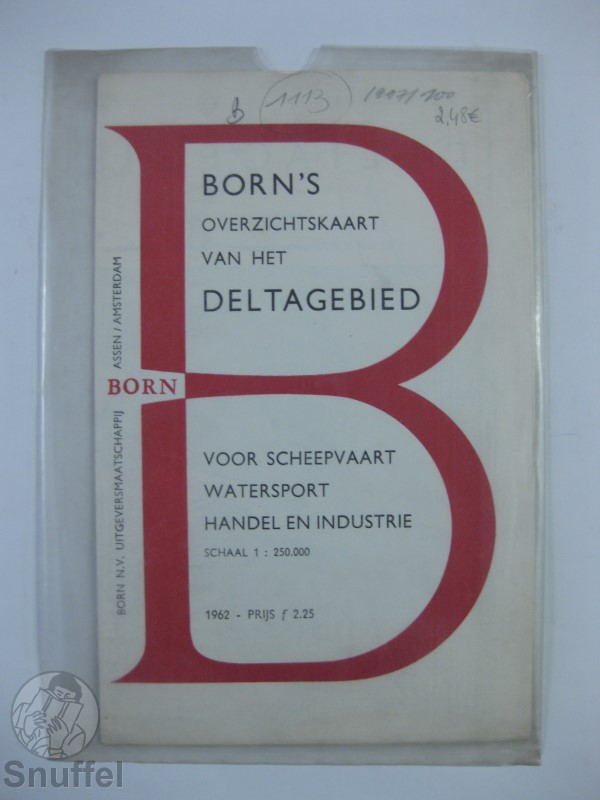 B 1113 1997/100
2,48€
BORN'S
OVERZICHTSKAART
VAN HET
DELTAGEBIED
BORN
BORN N.V. UITGEVERSMAATSCHAPPIJ ASSEN / AMSTERDAM
VOOR SCHEEPVAART
WATERSPORT
HANDEL EN INDUSTRIE
SCHAAL 1 : 250.000
1962 - PRIJS ƒ 2.25
Snuffel